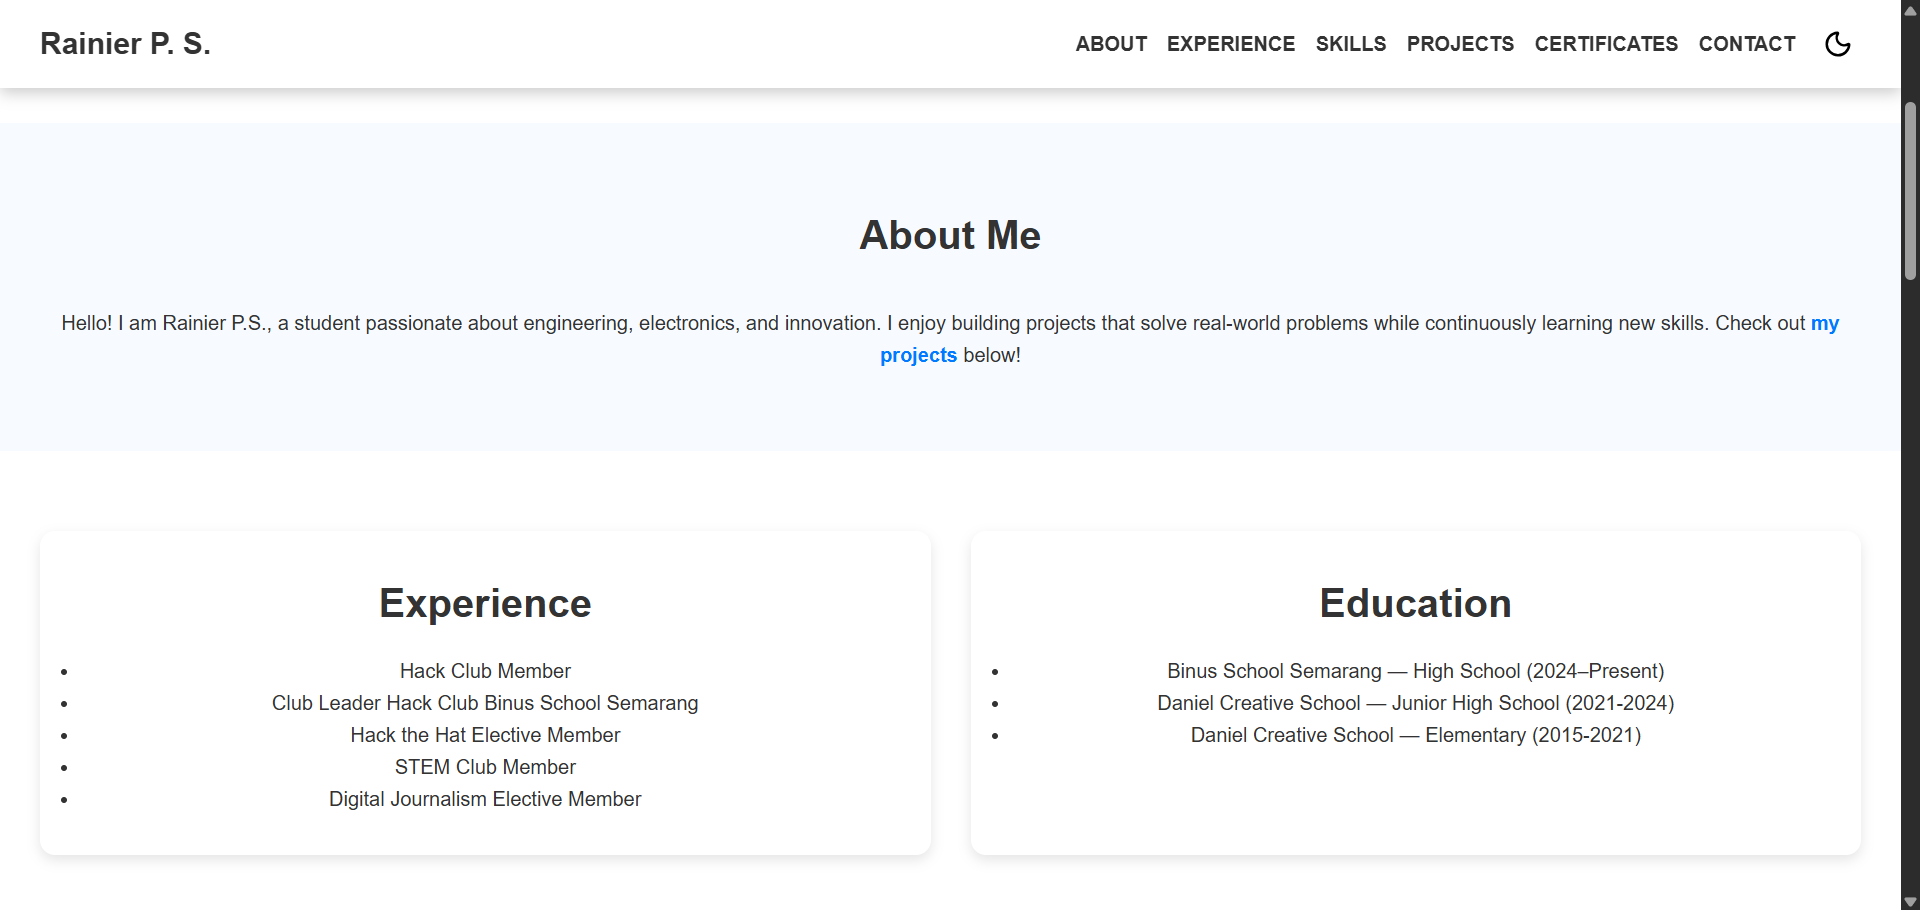 Rainier P. S.
ABOUT EXPERIENCE SKILLS PROJECTS CERTIFICATES CONTACT
About Me
Hello! I am Rainier P.S., a student passionate about engineering, electronics, and innovation. I enjoy building projects that solve real-world problems while continuously learning new skills. Check out my
projects below!
Experience
• Hack Club Member
• Club Leader Hack Club Binus School Semarang
• Hack the Hat Elective Member
• STEM Club Member
• Digital Journalism Elective Member
Education
• Binus School Semarang — High School (2024–Present)
• Daniel Creative School — Junior High School (2021-2024)
• Daniel Creative School — Elementary (2015-2021)